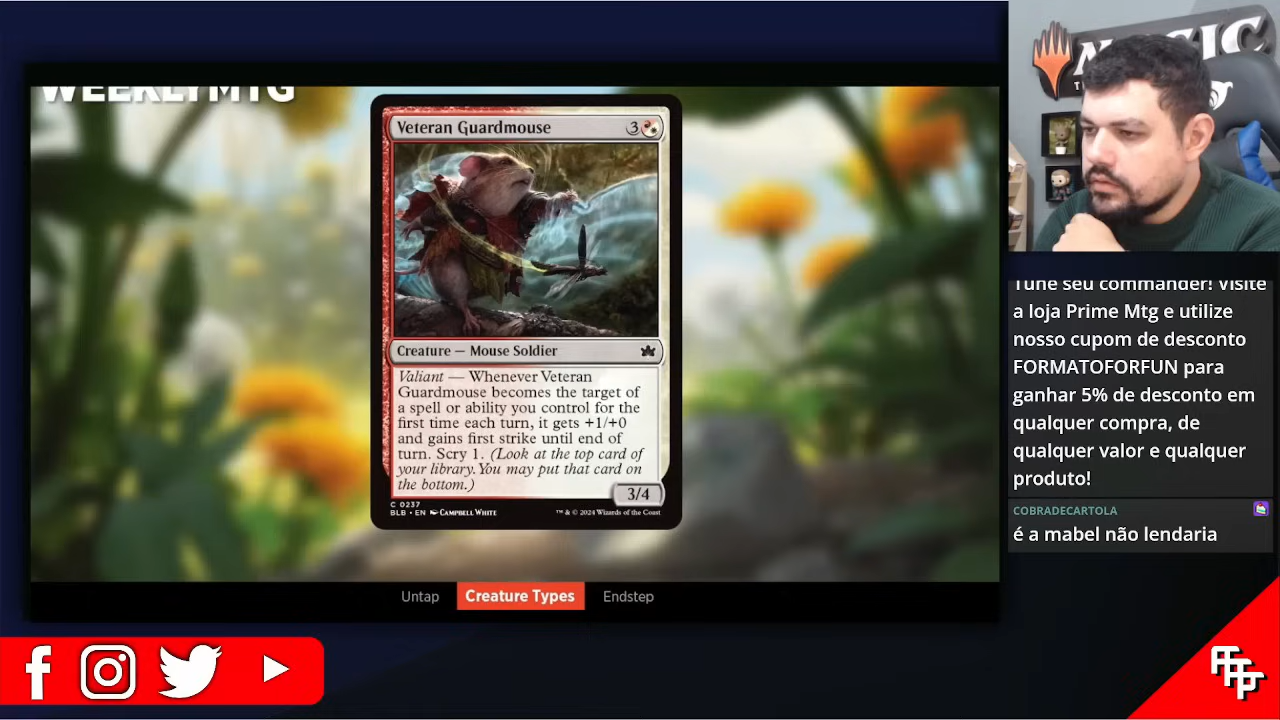 WEEKLYMTG
Veteran Guardmouse
3
Creature — Mouse Soldier
Valiant — Whenever Veteran
Guardmouse becomes the target of
a spell or ability you control for the
first time each turn, it gets +1/+0
and gains first strike until end of
turn. Scry 1. (Look at the top card of
your library. You may put that card on
the bottom.)
3/4
C 0237
BLB • EN CAMPBELL WHITE
™ & © 2024 Wizards of the Coast
Untap
Creature Types
Endstep
MAGIC
Tune seu commander! Visite
a loja Prime Mtg e utilize
nosso cupom de desconto
FORMATOFORFUN para
ganhar 5% de desconto em
qualquer compra, de
qualquer valor e qualquer
produto!
COBRADECARTOLA
é a mabel não lendaria
FFF